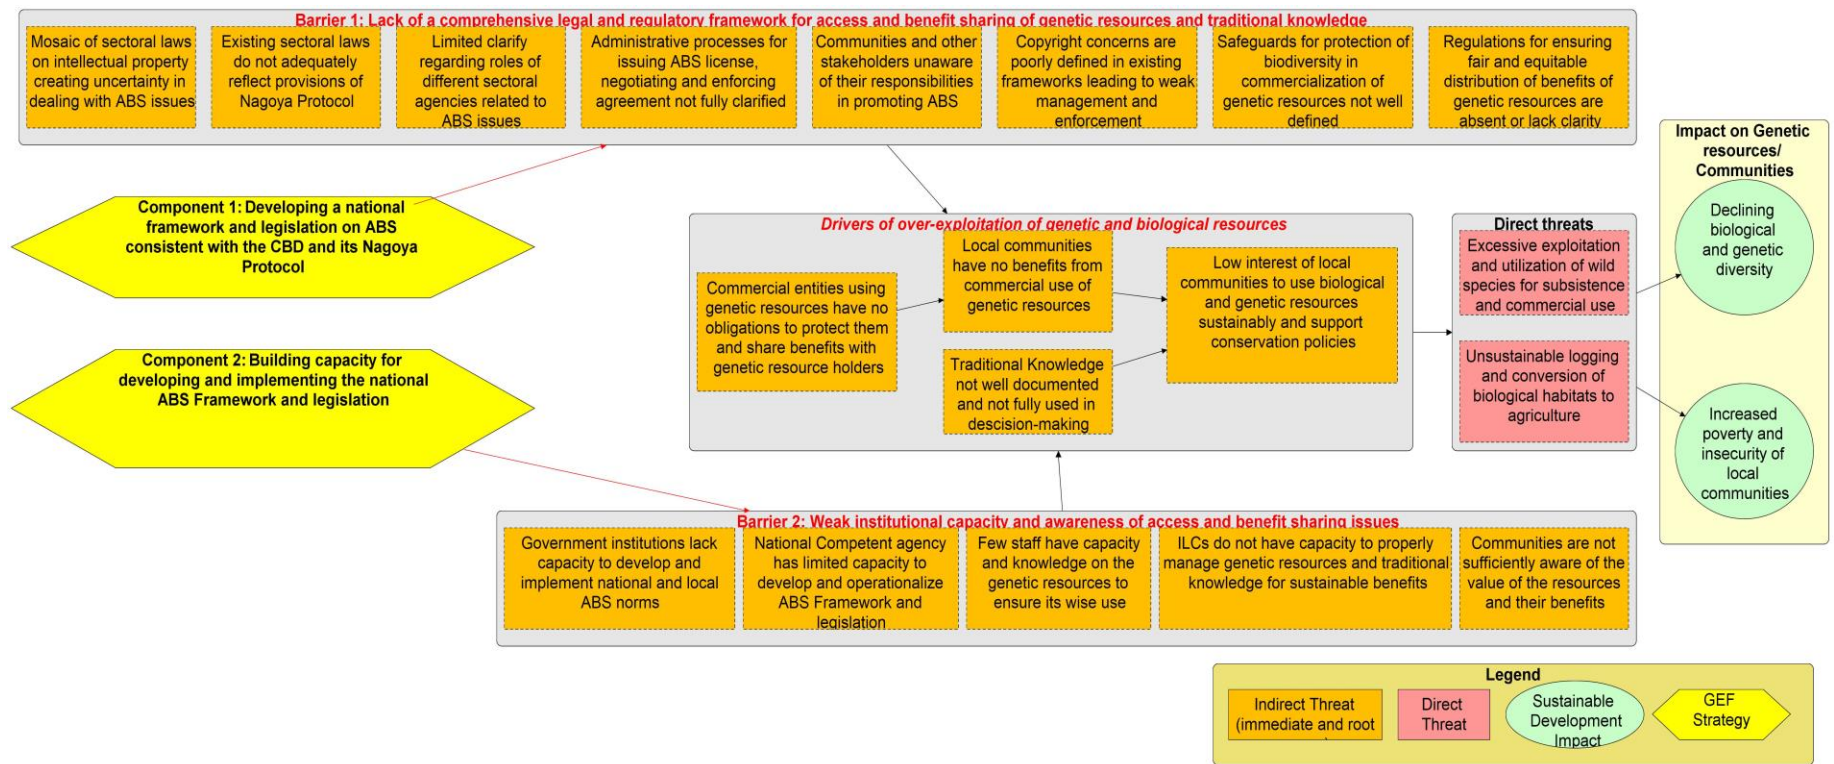 Barrier 1: Lack of a comprehensive legal and regulatory framework for access and benefit sharing of genetic resources and traditional knowledge
Mosaic of sectoral laws
on intellectual property
creating uncertainty in
dealing with ABS issues
Existing sectoral laws
do not adequately
reflect provisions of
Nagoya Protocol
Limited clarify
regarding roles of
different sectoral
agencies related to
ABS issues
Administrative processes for
issuing ABS license,
negotiating and enforcing
agreement not fully clarified
Communities and other
stakeholders unaware
of their responsibilities
in promoting ABS
Copyright concerns are
poorly defined in existing
frameworks leading to weak
management and
enforcement
Safeguards for protection of
biodiversity in
commercialization of
genetic resources not well
defined
Regulations for ensuring
fair and equitable
distribution of benefits of
genetic resources are
absent or lack clarity
Component 1: Developing a national
framework and legislation on ABS
consistent with the CBD and its Nagoya
Protocol
Component 2: Building capacity for
developing and implementing the national
ABS Framework and legislation
Drivers of over-exploitation of genetic and biological resources
Commercial entities using
genetic resources have no
obligations to protect them
and share benefits with
genetic resource holders
Local communities
have no benefits from
commercial use of
genetic resources
Traditional Knowledge
not well documented
and not fully used in
descision-making
Low interest of local
communities to use biological
and genetic resources
sustainably and support
conservation policies
Direct threats
Excessive exploitation
and utilization of wild
species for subsistence
and commercial use
Unsustainable logging
and conversion of
biological habitats to
agriculture
Impact on Genetic
resources/
Communities
Declining
biological
and genetic
diversity
Increased
poverty and
insecurity of
local
communities
Barrier 2: Weak institutional capacity and awareness of access and benefit sharing issues
Government institutions lack
capacity to develop and
implement national and local
ABS norms
National Competent agency
has limited capacity to
develop and operationalize
ABS Framework and
legislation
Few staff have capacity
and knowledge on the
genetic resources to
ensure its wise use
ILCs do not have capacity to properly
manage genetic resources and traditional
knowledge for sustainable benefits
Communities are not
sufficiently aware of the
value of the resources
and their benefits
Legend
Indirect Threat
(immediate and root
Direct
Threat
Sustainable
Development
Impact
GEF
Strategy